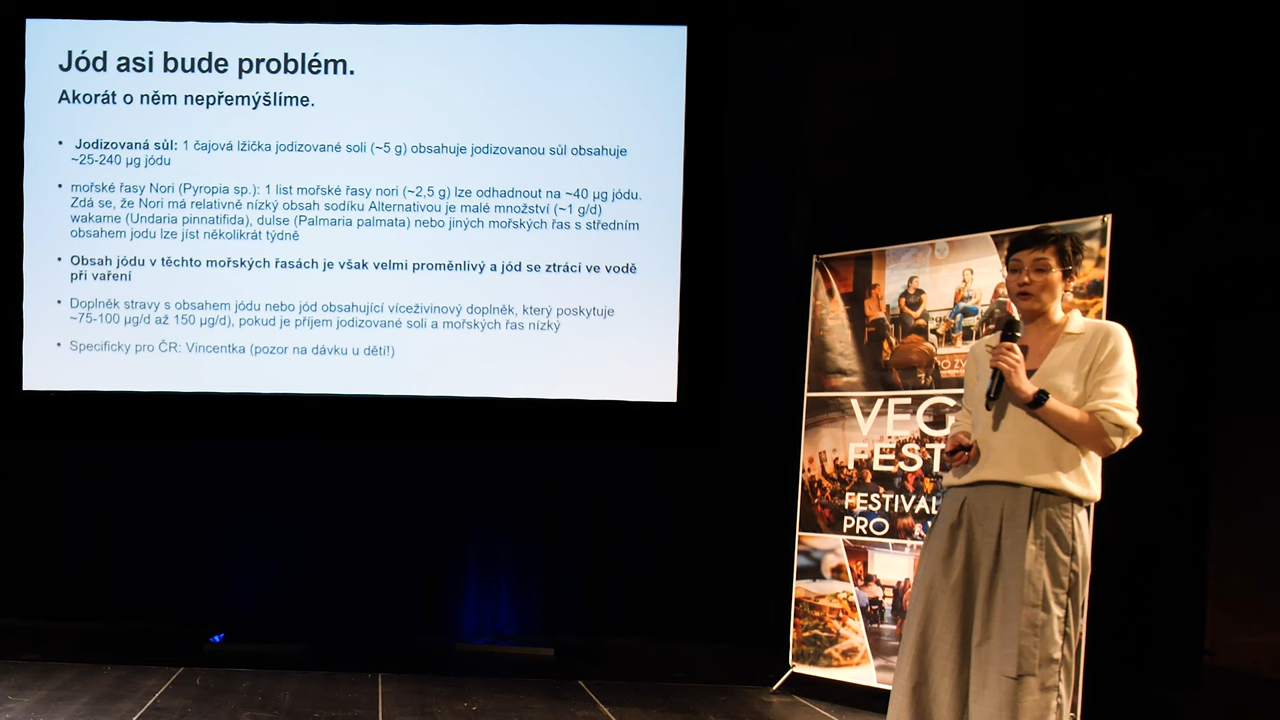 Jód asi bude problém.
Akorát o něm nepřemýšlíme.
• Jodizovaná sůl: 1 čajová lžička jodizované soli (~5 g) obsahuje jodizovanou sůl obsahuje
~25-240 µg jódu
• mořské řasy Nori (Pyropia sp.): 1 list mořské řasy nori (~2,5 g) lze odhadnout na ~40 µg jódu.
Zdá se, že Nori má relativně nízký obsah sodíku Alternativou je malé množství (~1 g/d)
wakame (Undaria pinnatifida), dulse (Palmaria palmata) nebo jiných mořských řas s středním
obsahem jodu lze jíst několikrát týdně
• Obsah jódu v těchto mořských řasách je však velmi proměnlivý a jód se ztrácí ve vodě
při vaření
• Doplněk stravy s obsahem jódu nebo jód obsahující víceživinový doplněk, který poskytuje
~75-100 µg/d až 150 µg/d), pokud je příjem jodizované soli a mořských řas nízký
• Specificky pro ČR: Vincentka (pozor na dávku u dětí!)
PO ZV
VEG
FEST
FESTIVAL
PRO